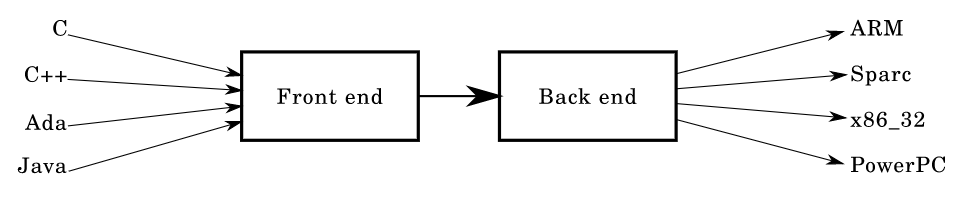 C
C++
Ada
Java
Front end
Back end
ARM
Sparc
x86_32
PowerPC